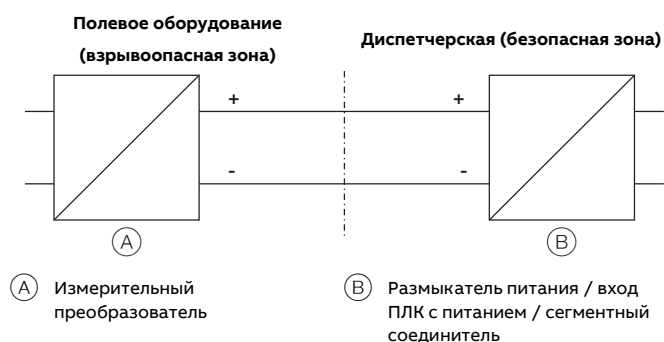 Полевое оборудование
(взрывоопасная зона)
Диспетчерская (безопасная зона)
+ +
- -
A B
A Измерительный
преобразователь
B Размыкатель питания / вход
ПЛК с питанием / сегментный
соединитель